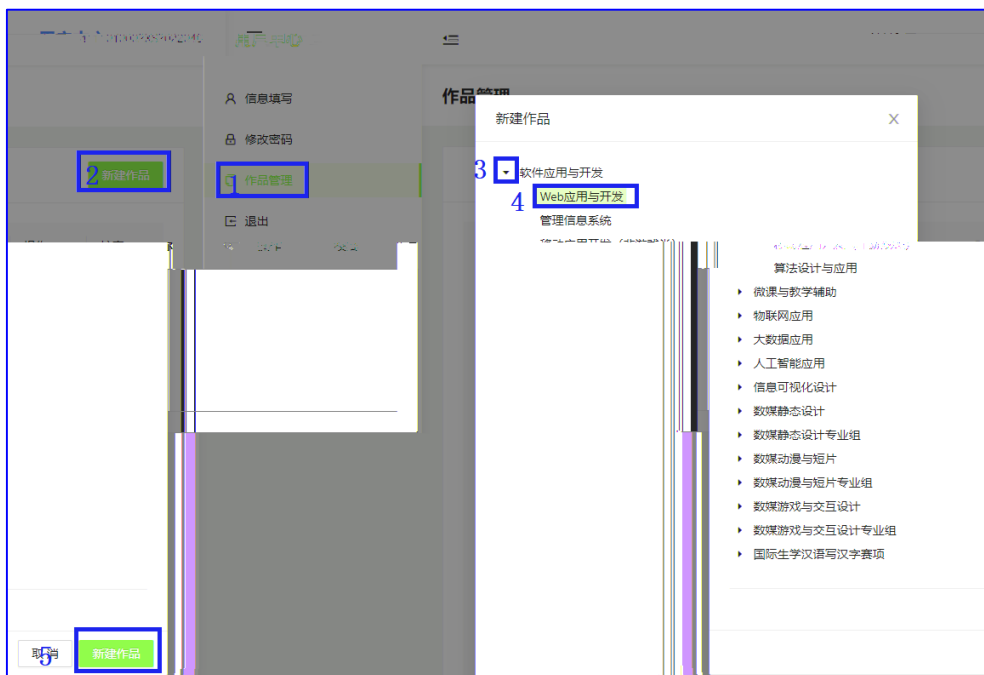 信息填写
作品管理
新建作品
X
修改密码
2
新建作品
1
作品管理
3
软件应用与开发
4
Web应用与开发
退出
管理信息系统
算法设计与应用
微课与教学辅助
物联网应用
大数据应用
人工智能应用
信息可视化设计
数媒静态设计
数媒静态设计专业组
数媒动漫与短片
数媒动漫与短片专业组
数媒游戏与交互设计
数媒游戏与交互设计专业组
国际生学汉语写汉字赛项
取消
5
新建作品